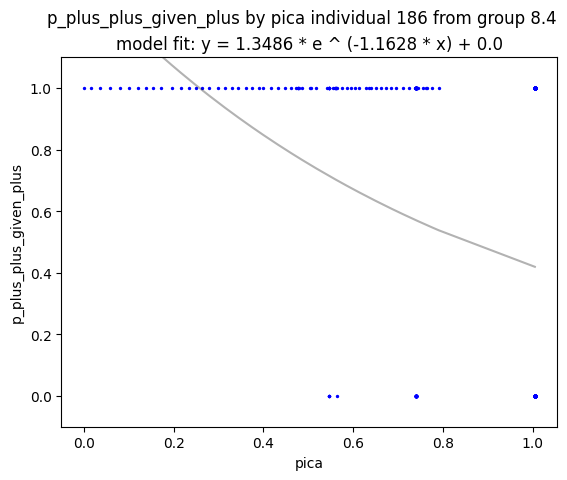 p_plus_plus_given_plus by pica individual 186 from group 8.4
model fit: y = 1.3486 * e ^ (-1.1628 * x) + 0.0
1.0
0.8
0.6
0.4
0.2
0.0
p_plus_plus_given_plus
0.0 0.2 0.4 0.6 0.8 1.0
pica